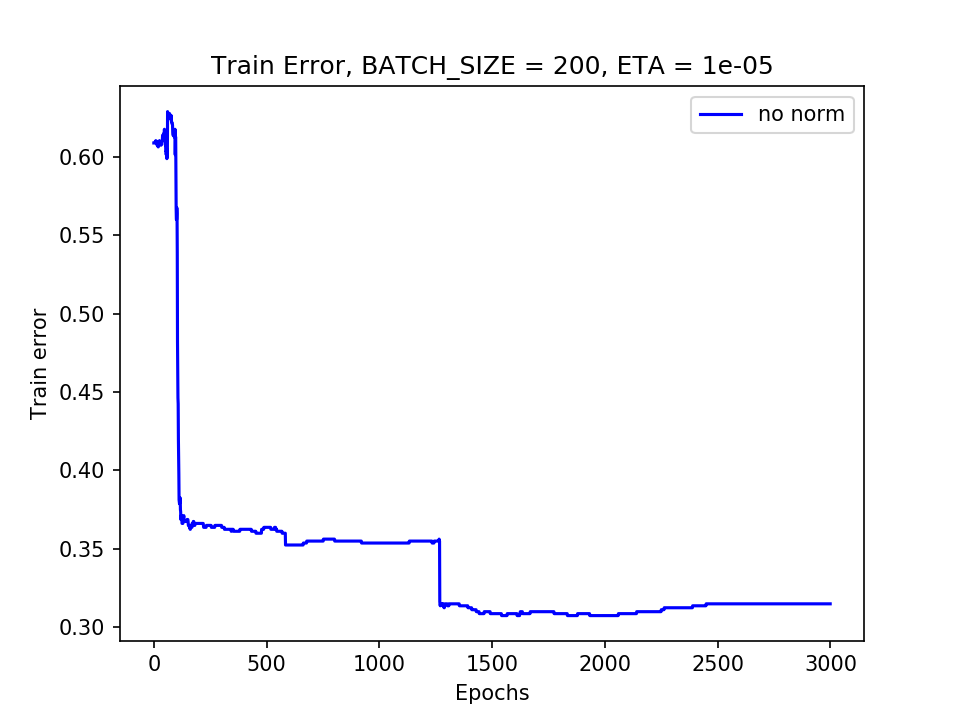 Train Error, BATCH_SIZE = 200, ETA = 1e-05
no norm
Train error
0.60
0.55
0.50
0.45
0.40
0.35
0.30
0 500 1000 1500 2000 2500 3000
Epochs